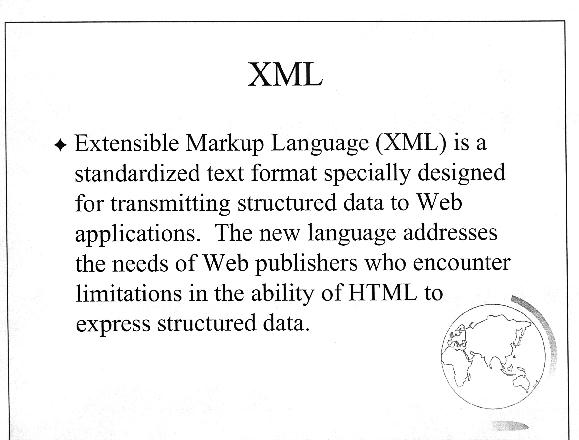 XML
✦ Extensible Markup Language (XML) is a
standardized text format specially designed
for transmitting structured data to Web
applications.  The new language addresses
the needs of Web publishers who encounter
limitations in the ability of HTML to
express structured data.